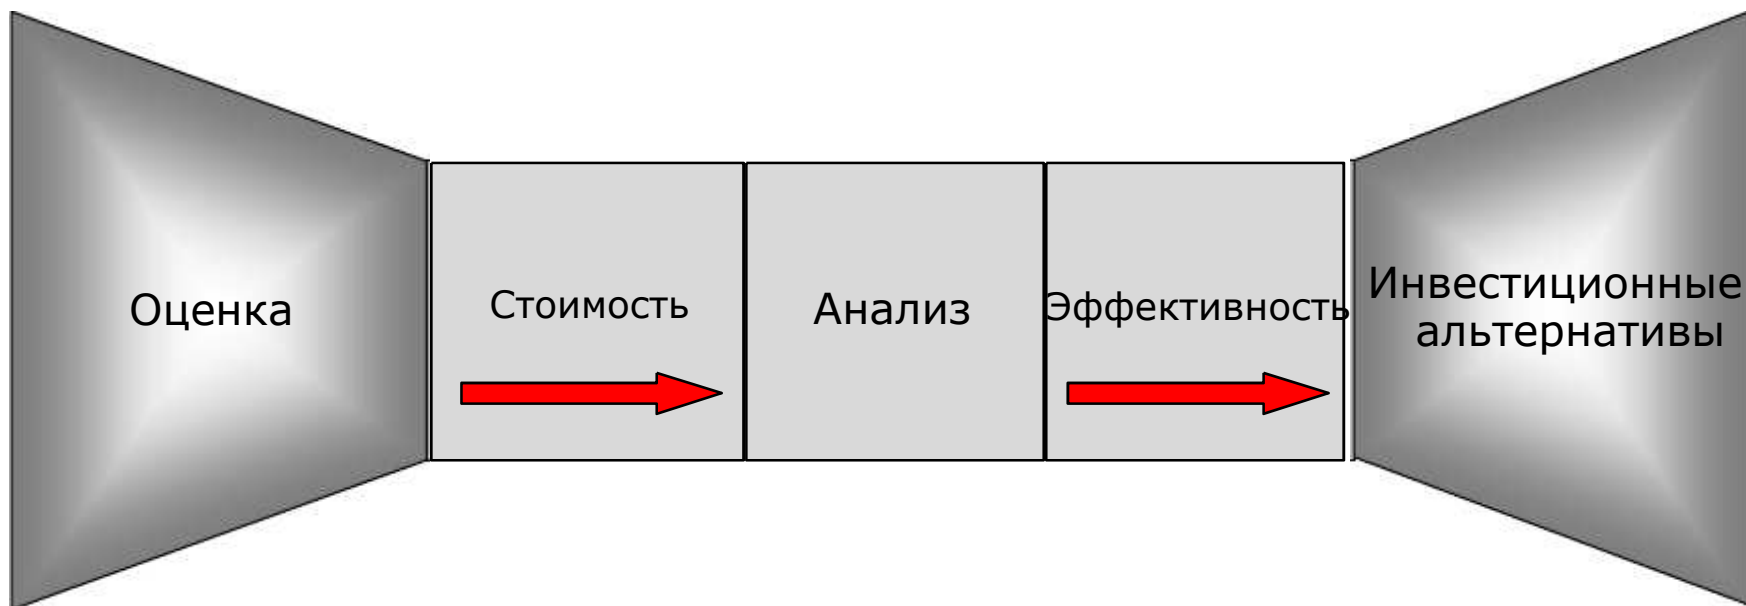 Оценка
Стоимость
Анализ
Эффективность
Инвестиционные
альтернативы